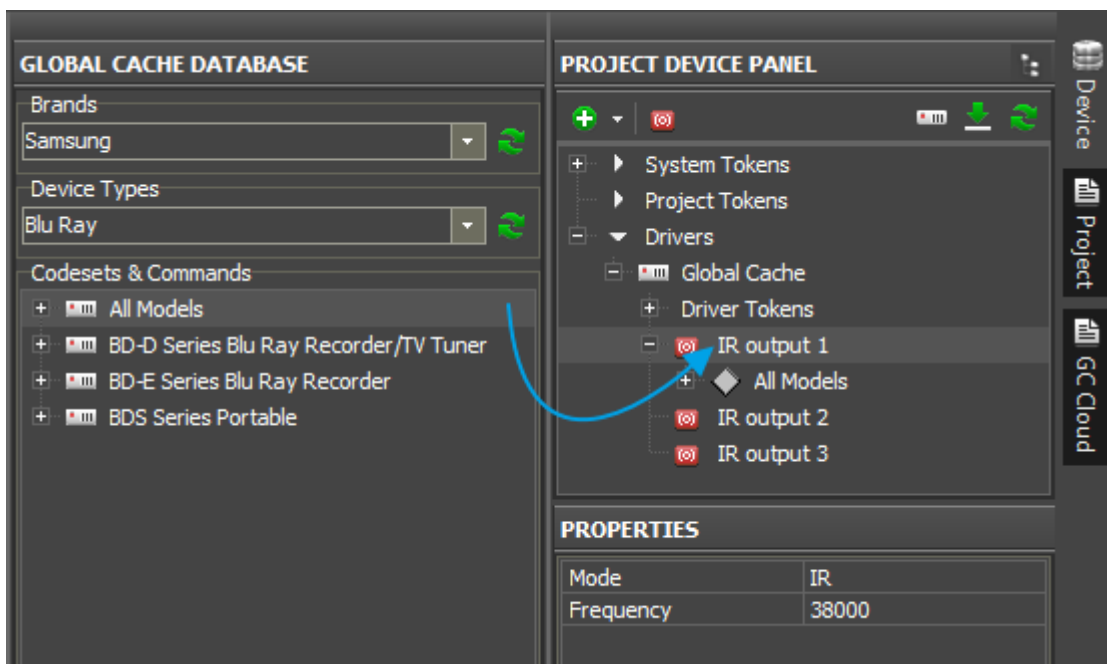 GLOBAL CACHE DATABASE
Brands
Samsung
Device Types
Blu Ray
Codesets & Commands
All Models
BD-D Series Blu Ray Recorder/TV Tuner
BD-E Series Blu Ray Recorder
BDS Series Portable
PROJECT DEVICE PANEL
System Tokens
Project Tokens
Drivers
Global Cache
Driver Tokens
IR output 1
All Models
IR output 2
IR output 3
PROPERTIES
Mode IR
Frequency 38000
Device
Project
GC Cloud